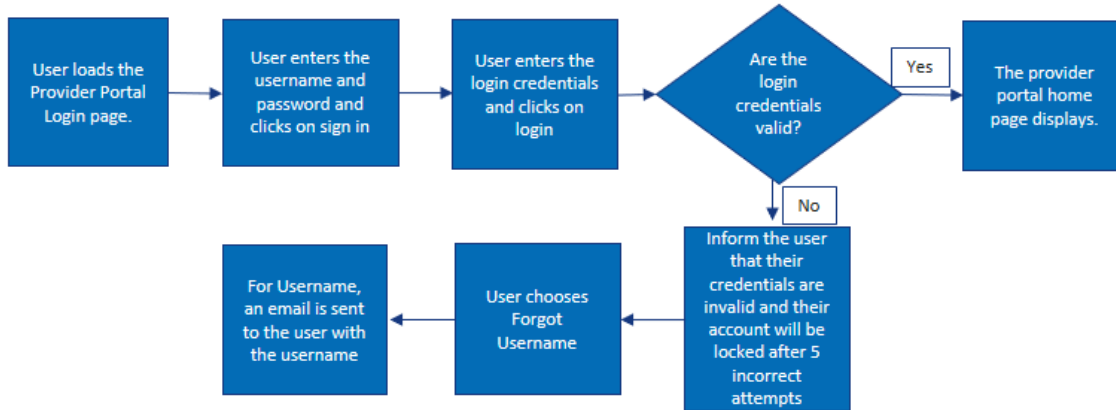 User loads the
Provider Portal
Login page.
User enters the
username and
password and
clicks on sign in
User enters the
login credentials
and clicks on
login
Are the
login
credentials
valid?
Yes
The provider
portal home
page displays.
No
Inform the user
that their
credentials are
invalid and their
account will be
locked after 5
incorrect
attempts
User chooses
Forgot
Username
For Username,
an email is sent
to the user with
the username